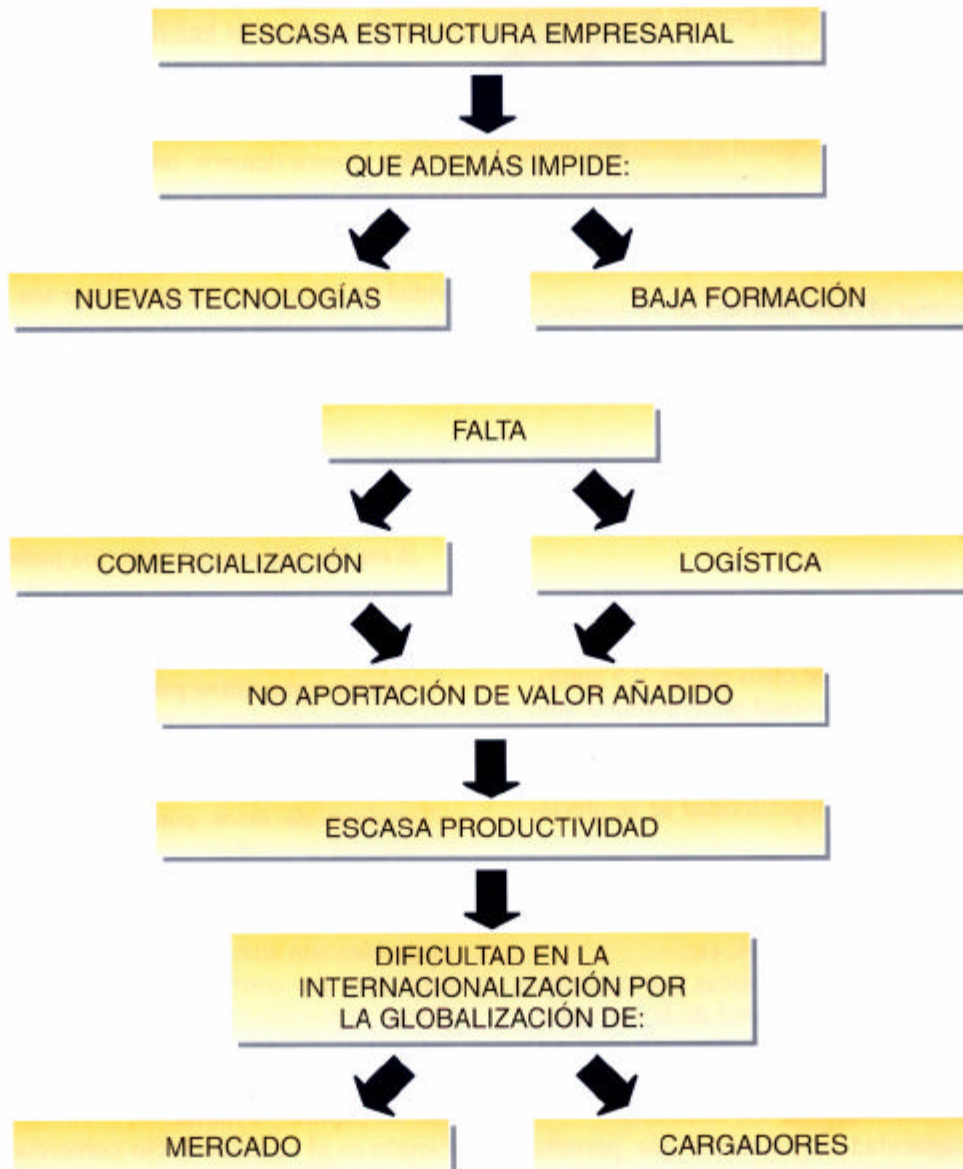 ESCASA ESTRUCTURA EMPRESARIAL
QUE ADEMÁS IMPIDE:
NUEVAS TECNOLOGÍAS
BAJA FORMACIÓN
FALTA
COMERCIALIZACIÓN
LOGÍSTICA
NO APORTACIÓN DE VALOR AÑADIDO
ESCASA PRODUCTIVIDAD
DIFICULTAD EN LA
INTERNACIONALIZACIÓN POR
LA GLOBALIZACIÓN DE:
MERCADO
CARGADORES